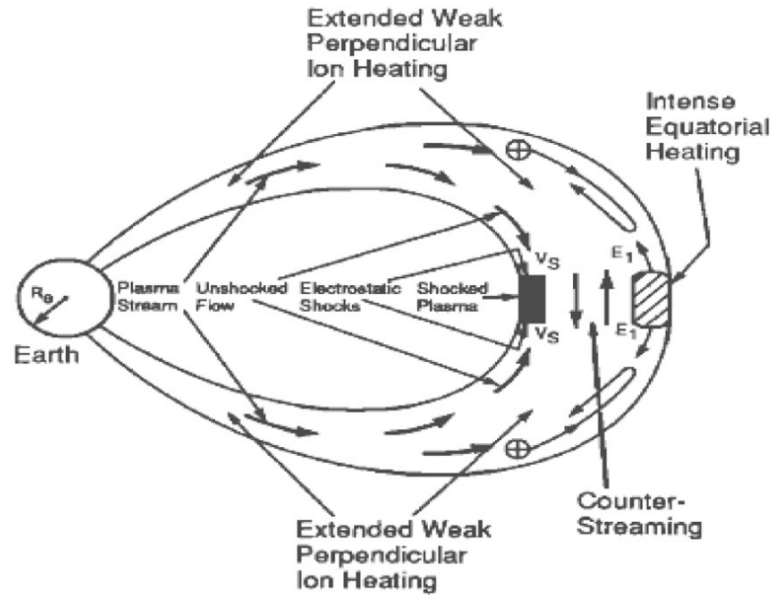 Extended Weak
Perpendicular
Ion Heating
Intense
Equatorial
Heating
Re
Earth
Plasma
Stream
Unshocked
Flow
Electrostatic
Shocks
Shocked
Plasma
VS
VS
E1
E1
Counter-
Streaming
Extended Weak
Perpendicular
Ion Heating